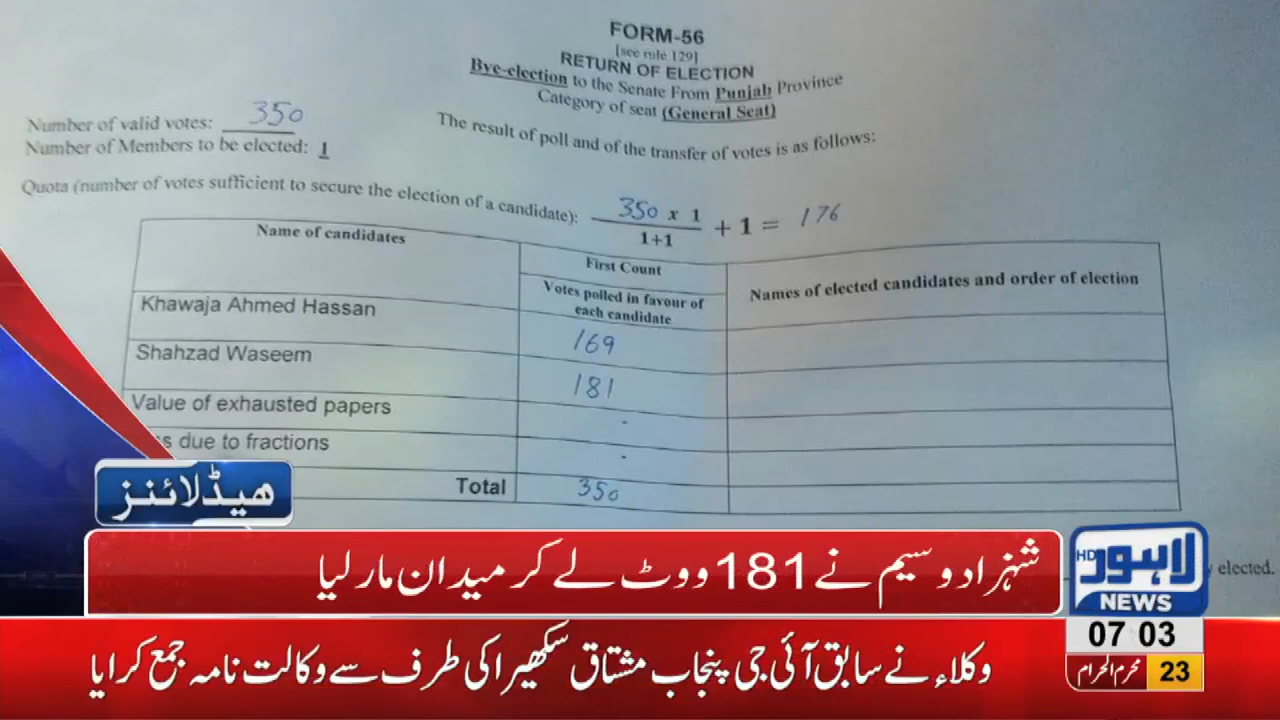 FORM-56
[see rule 129]
RETURN OF ELECTION
Bye-election to the Senate From Punjab Province
Category of seat (General Seat)
Number of valid votes: 350
Number of Members to be elected: 1
The result of poll and of the transfer of votes is as follows:
Quota (number of votes sufficient to secure the election of a candidate): 350 x 1 / 1+1 + 1 = 176
Name of candidates
First Count
Votes polled in favour of each candidate
Names of elected candidates and order of election
Khawaja Ahmed Hassan 169
Shahzad Waseem 181
Value of exhausted papers -
s due to fractions -
Total 350
elected.
ہیڈلائنز
شہزاد وسیم نے 181 ووٹ لے کر میدان مار لیا
لاہور HD
NEWS
07 03
وکلاء نے سابق آئی جی پنجاب مشتاق سکھیرا کی طرف سے وکالت نامہ جمع کرایا
محرم الحرام 23